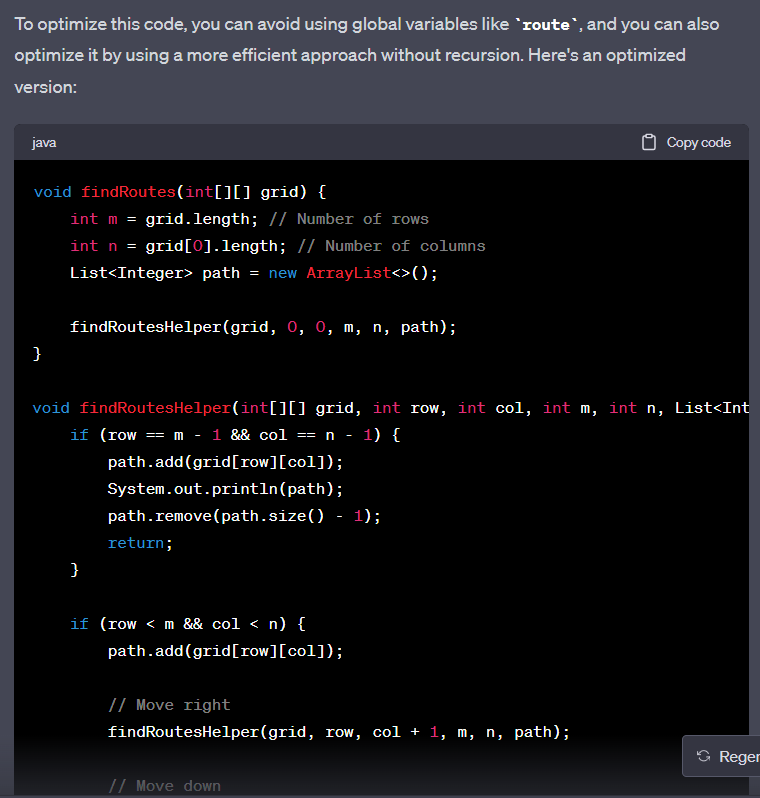 To optimize this code, you can avoid using global variables like `route`, and you can also
optimize it by using a more efficient approach without recursion. Here's an optimized
version:
java
Copy code
void findRoutes(int[][] grid) {
int m = grid.length; // Number of rows
int n = grid[0].length; // Number of columns
List<Integer> path = new ArrayList<>();
findRoutesHelper(grid, 0, 0, m, n, path);
}
void findRoutesHelper(int[][] grid, int row, int col, int m, int n, List<Int
if (row == m - 1 && col == n - 1) {
path.add(grid[row][col]);
System.out.println(path);
path.remove(path.size() - 1);
return;
}
if (row < m && col < n) {
path.add(grid[row][col]);
// Move right
findRoutesHelper(grid, row, col + 1, m, n, path);
Reger
// Move down